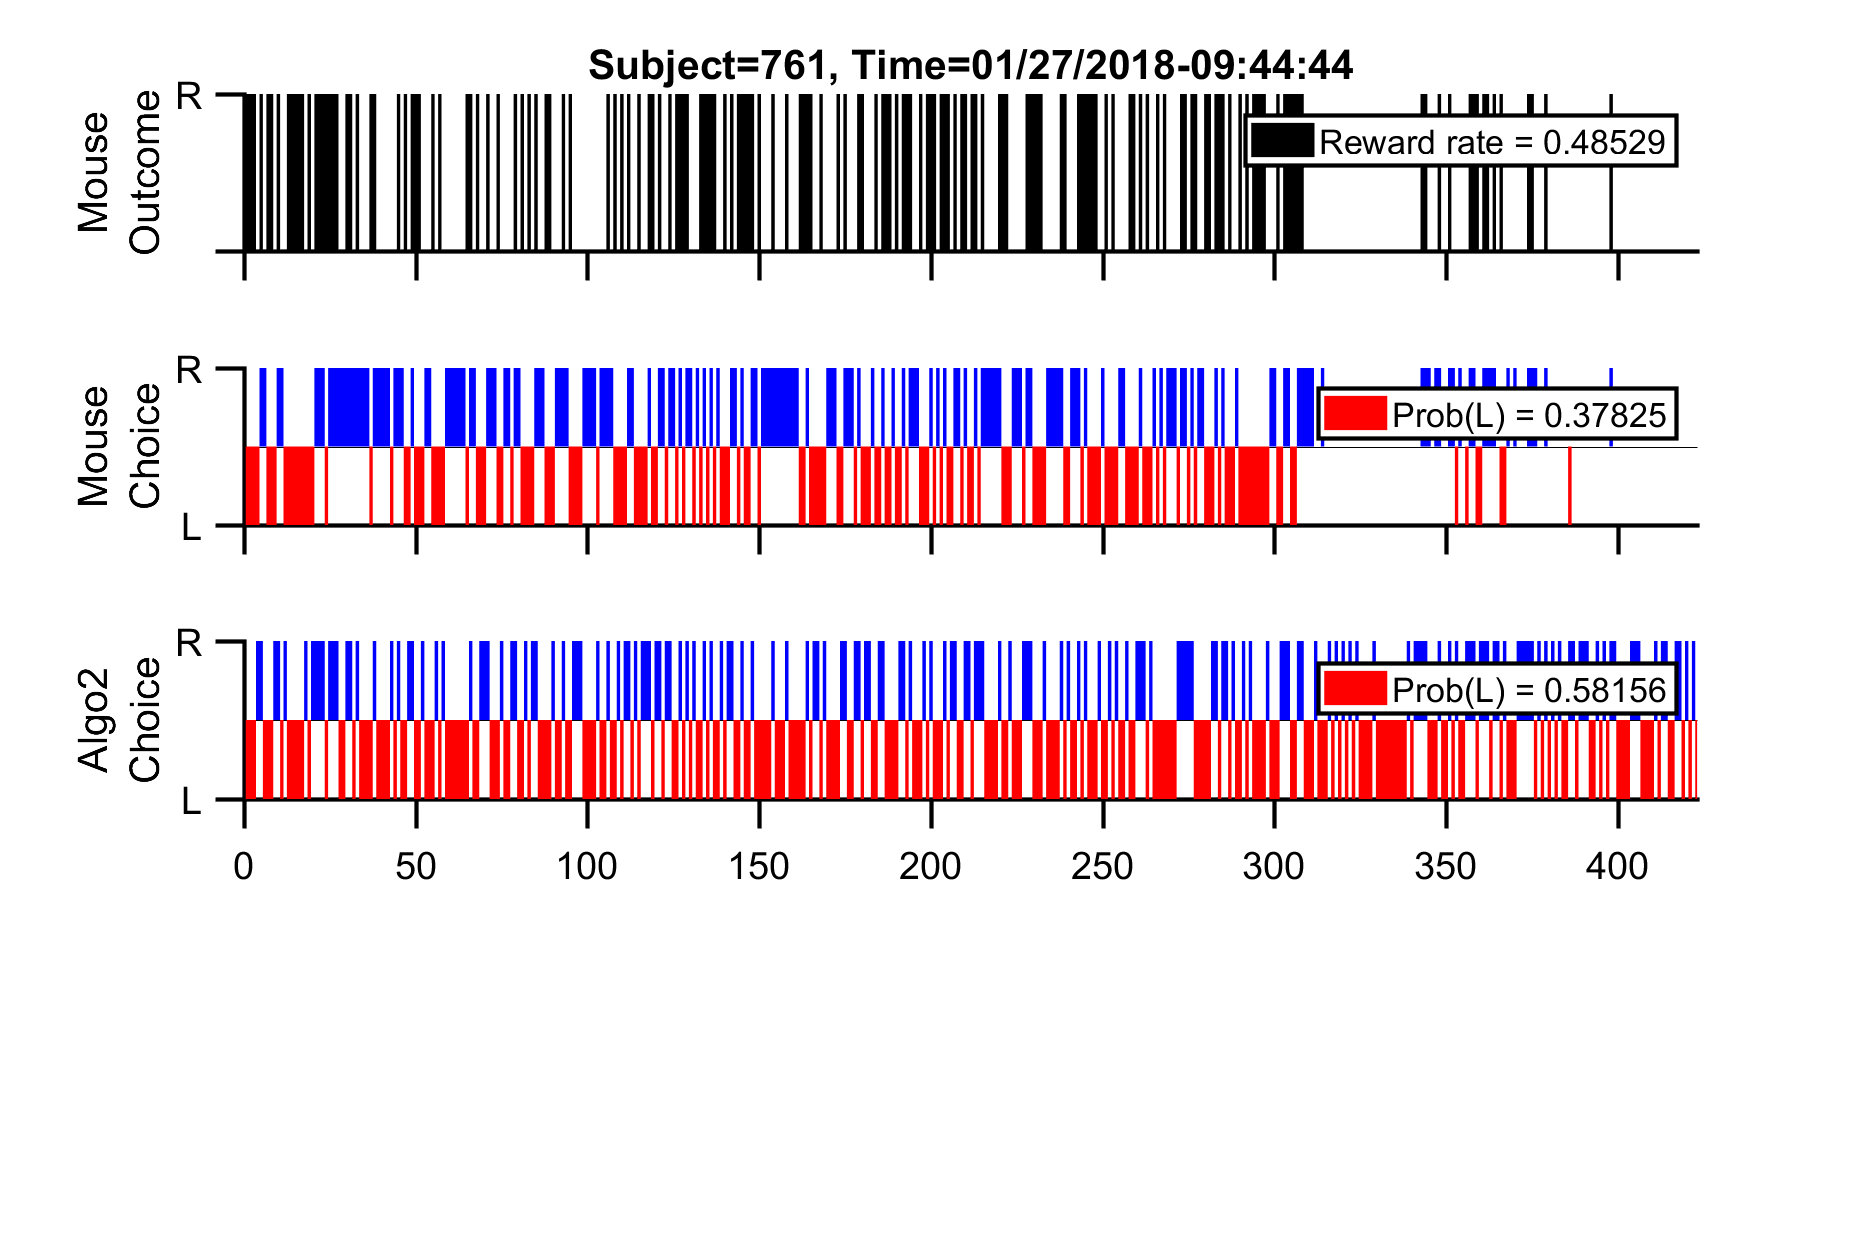 Subject=761, Time=01/27/2018-09:44:44
Mouse
Outcome
R
Reward rate = 0.48529
Mouse
Choice
R
L
Prob(L) = 0.37825
Algo2
Choice
R
L
Prob(L) = 0.58156
0 50 100 150 200 250 300 350 400